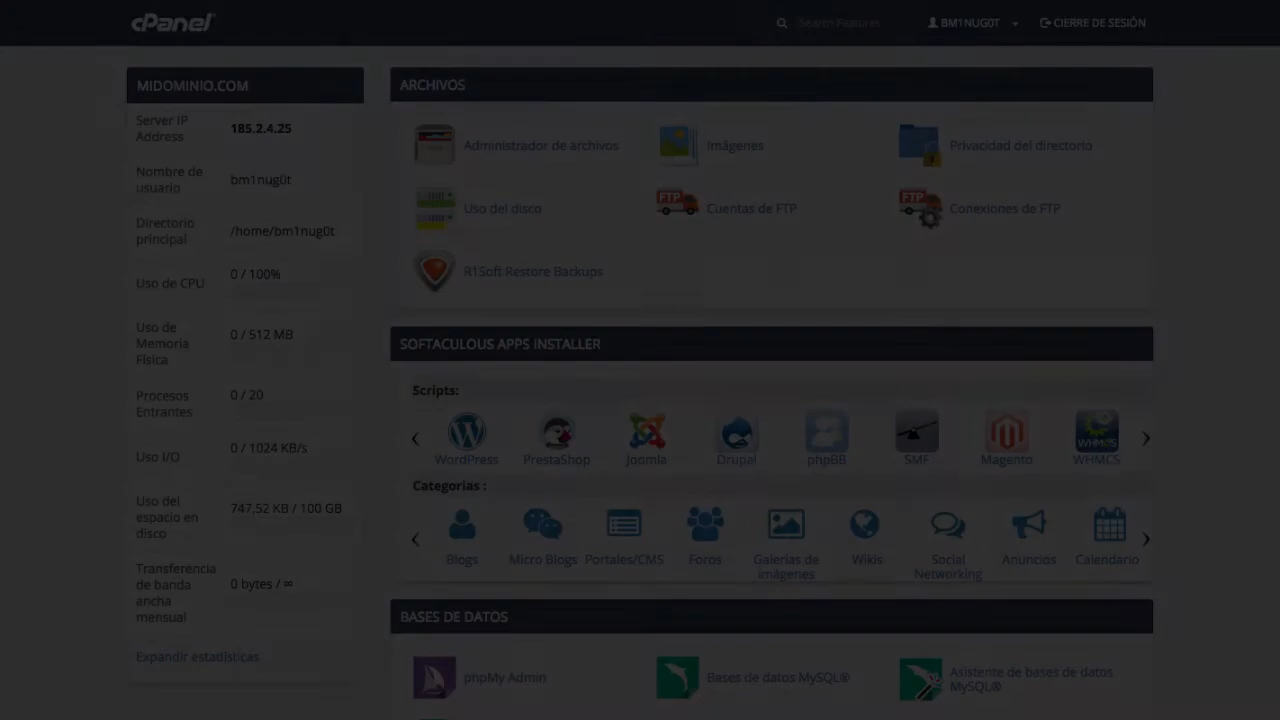 cPanel
Search Features
BM1NUG0T
CIERRE DE SESIÓN
MIDOMINIO.COM
Server IP
Address
185.2.4.25
Nombre de
usuario
bm1nug0t
Directorio
principal
/home/bm1nug0t
Uso de CPU
0 / 100%
Uso de
Memoria
Física
0 / 512 MB
Procesos
Entrantes
0 / 20
Uso I/O
0 / 1024 KB/s
Uso del
espacio en
disco
747,52 KB / 100 GB
Transferencia
de banda
ancha
mensual
0 bytes / ∞
Expandir estadísticas
ARCHIVOS
Administrador de archivos
Imágenes
Privacidad del directorio
Uso del disco
FTP
Cuentas de FTP
FTP
Conexiones de FTP
R1Soft Restore Backups
SOFTACULOUS APPS INSTALLER
Scripts:
WordPress
PrestaShop
Joomla
Drupal
phpBB
SMF
Magento
WHMCS
WHMCS
Categorias :
Blogs
Micro Blogs
Portales/CMS
Foros
Galerías de
imágenes
Wikis
Social
Networking
Anuncios
Calendario
BASES DE DATOS
phpMy Admin
Bases de datos MySQL®
Asistente de bases de datos
MySQL®